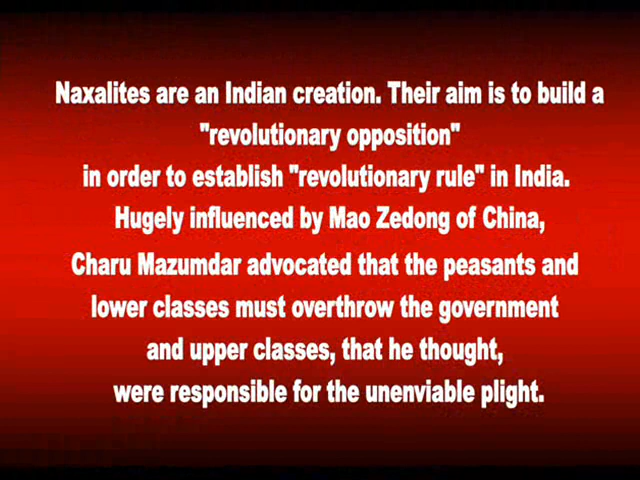 Naxalites are an Indian creation. Their aim is to build a
"revolutionary opposition"
in order to establish "revolutionary rule" in India.
Hugely influenced by Mao Zedong of China,
Charu Mazumdar advocated that the peasants and
lower classes must overthrow the government
and upper classes, that he thought,
were responsible for the unenviable plight.